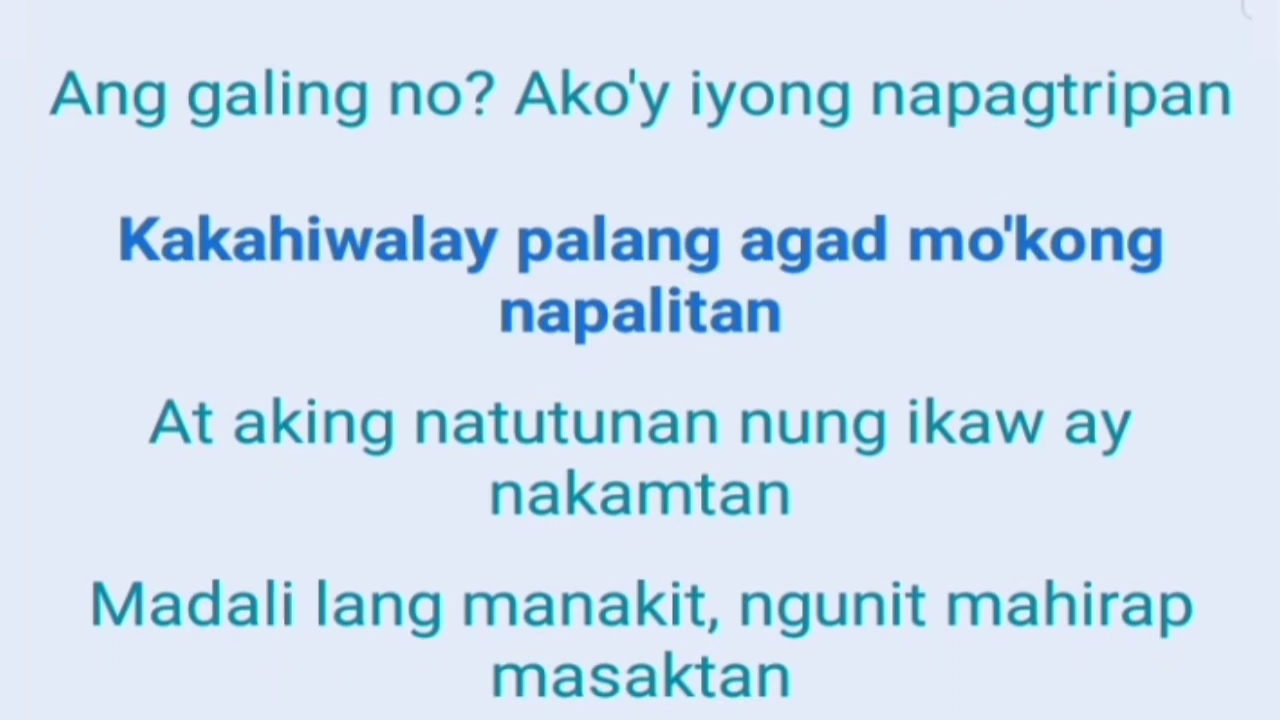 Ang galing no? Ako'y iyong napagtripan
Kakahiwalay palang agad mo'kong
napalitan
At aking natutunan nung ikaw ay
nakamtan
Madali lang manakit, ngunit mahirap
masaktan